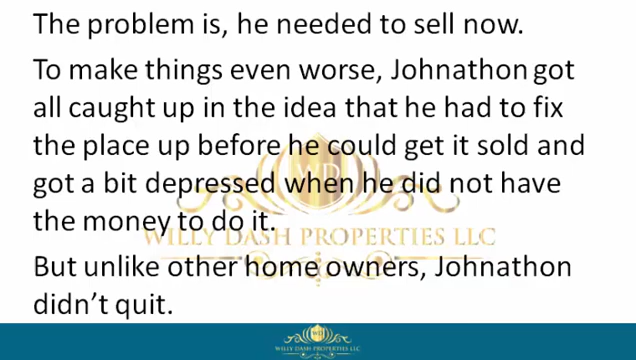 The problem is, he needed to sell now.
To make things even worse, Johnathon got
all caught up in the idea that he had to fix
the place up before he could get it sold and
got a bit depressed when he did not have
the money to do it.
WILLY DASH PROPERTIES LLC
But unlike other home owners, Johnathon
didn’t quit.
WILLY DASH PROPERTIES LLC